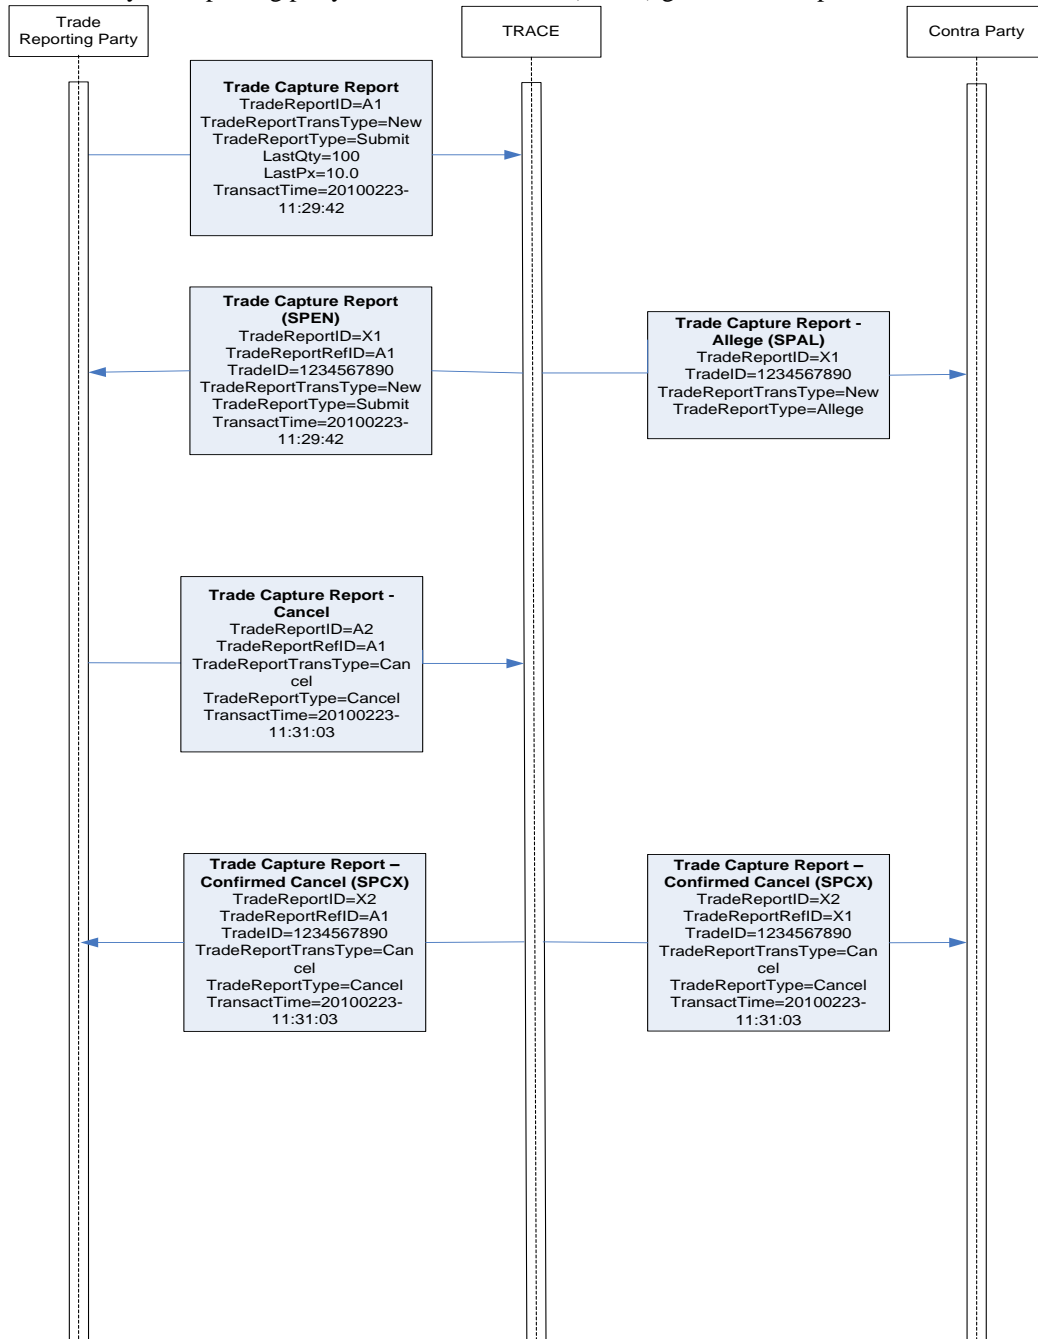 Trade
Reporting Party
TRACE
Contra Party
Trade Capture Report
TradeReportID=A1
TradeReportTransType=New
TradeReportType=Submit
LastQty=100
LastPx=10.0
TransactTime=20100223-
11:29:42
Trade Capture Report
(SPEN)
TradeReportID=X1
TradeReportRefID=A1
TradeID=1234567890
TradeReportTransType=New
TradeReportType=Submit
TransactTime=20100223-
11:29:42
Trade Capture Report -
Allege (SPAL)
TradeReportID=X1
TradeID=1234567890
TradeReportTransType=New
TradeReportType=Allege
Trade Capture Report -
Cancel
TradeReportID=A2
TradeReportRefID=A1
TradeReportTransType=Can
cel
TradeReportType=Cancel
TransactTime=20100223-
11:31:03
Trade Capture Report –
Confirmed Cancel (SPCX)
TradeReportID=X2
TradeReportRefID=A1
TradeID=1234567890
TradeReportTransType=Can
cel
TradeReportType=Cancel
TransactTime=20100223-
11:31:03
Trade Capture Report –
Confirmed Cancel (SPCX)
TradeReportID=X2
TradeReportRefID=X1
TradeID=1234567890
TradeReportTransType=Can
cel
TradeReportType=Cancel
TransactTime=20100223-
11:31:03